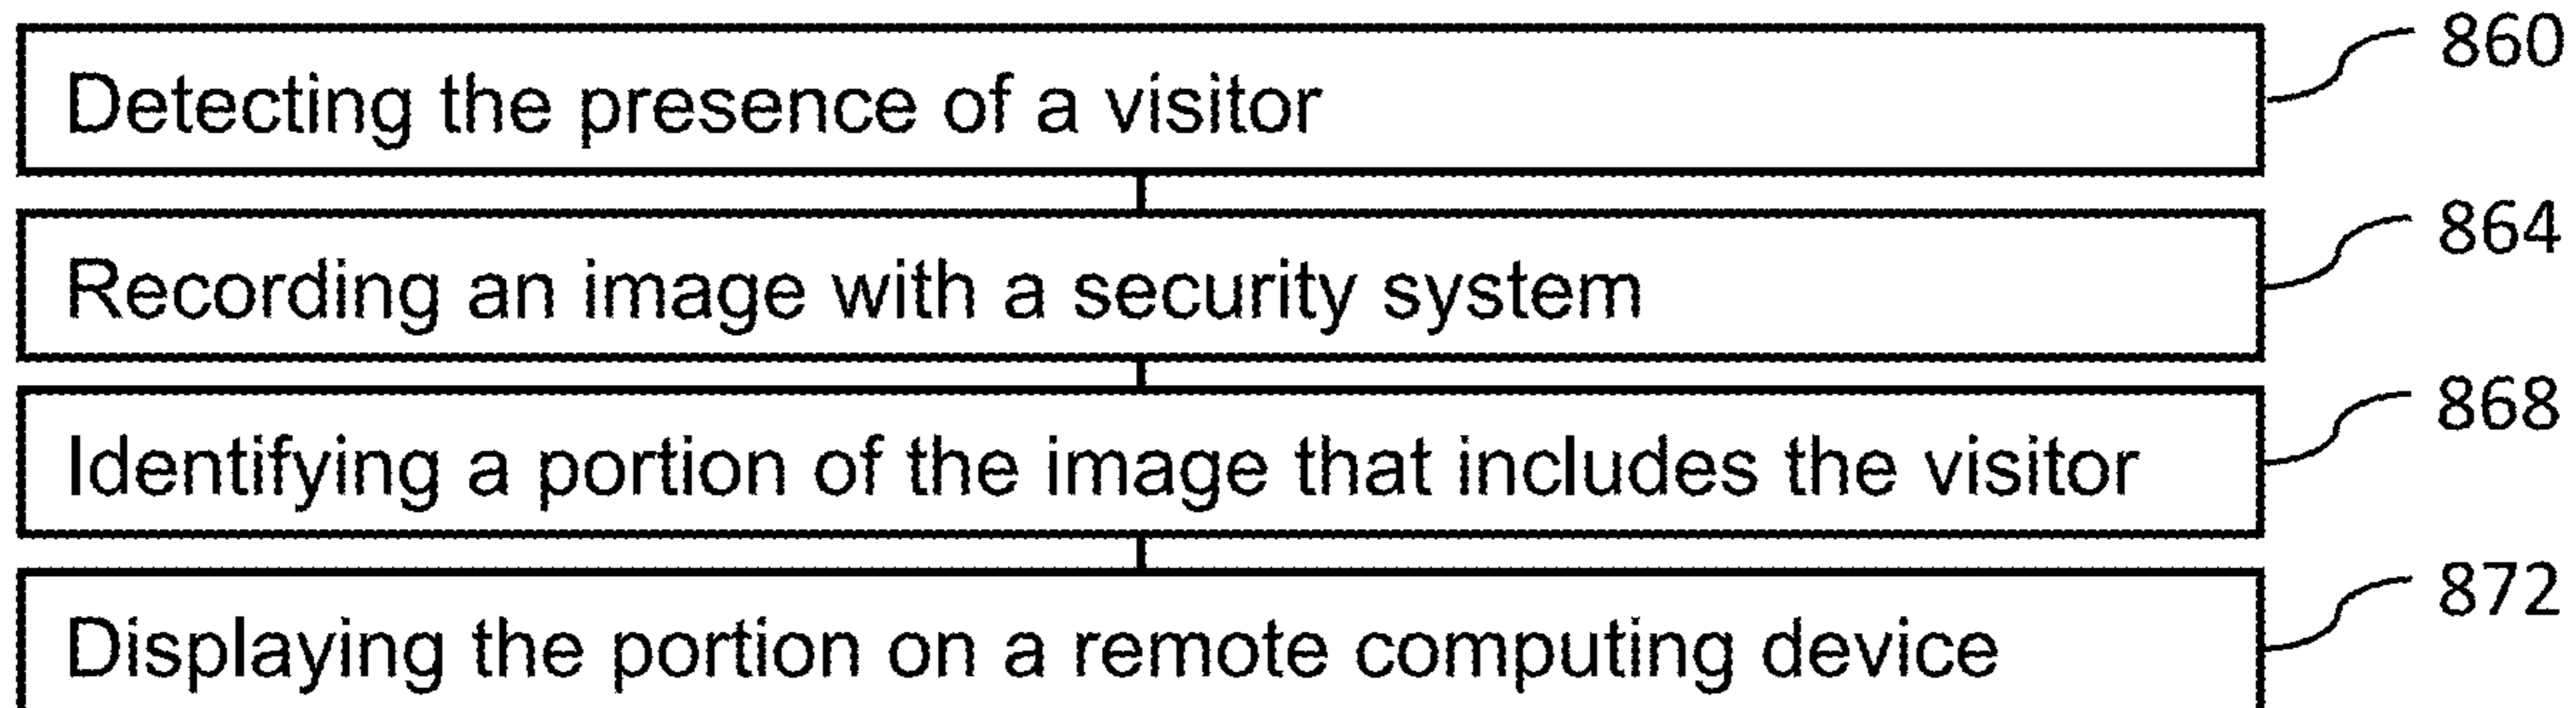 Detecting the presence of a visitor 860
Recording an image with a security system 864
Identifying a portion of the image that includes the visitor 868
Displaying the portion on a remote computing device 872